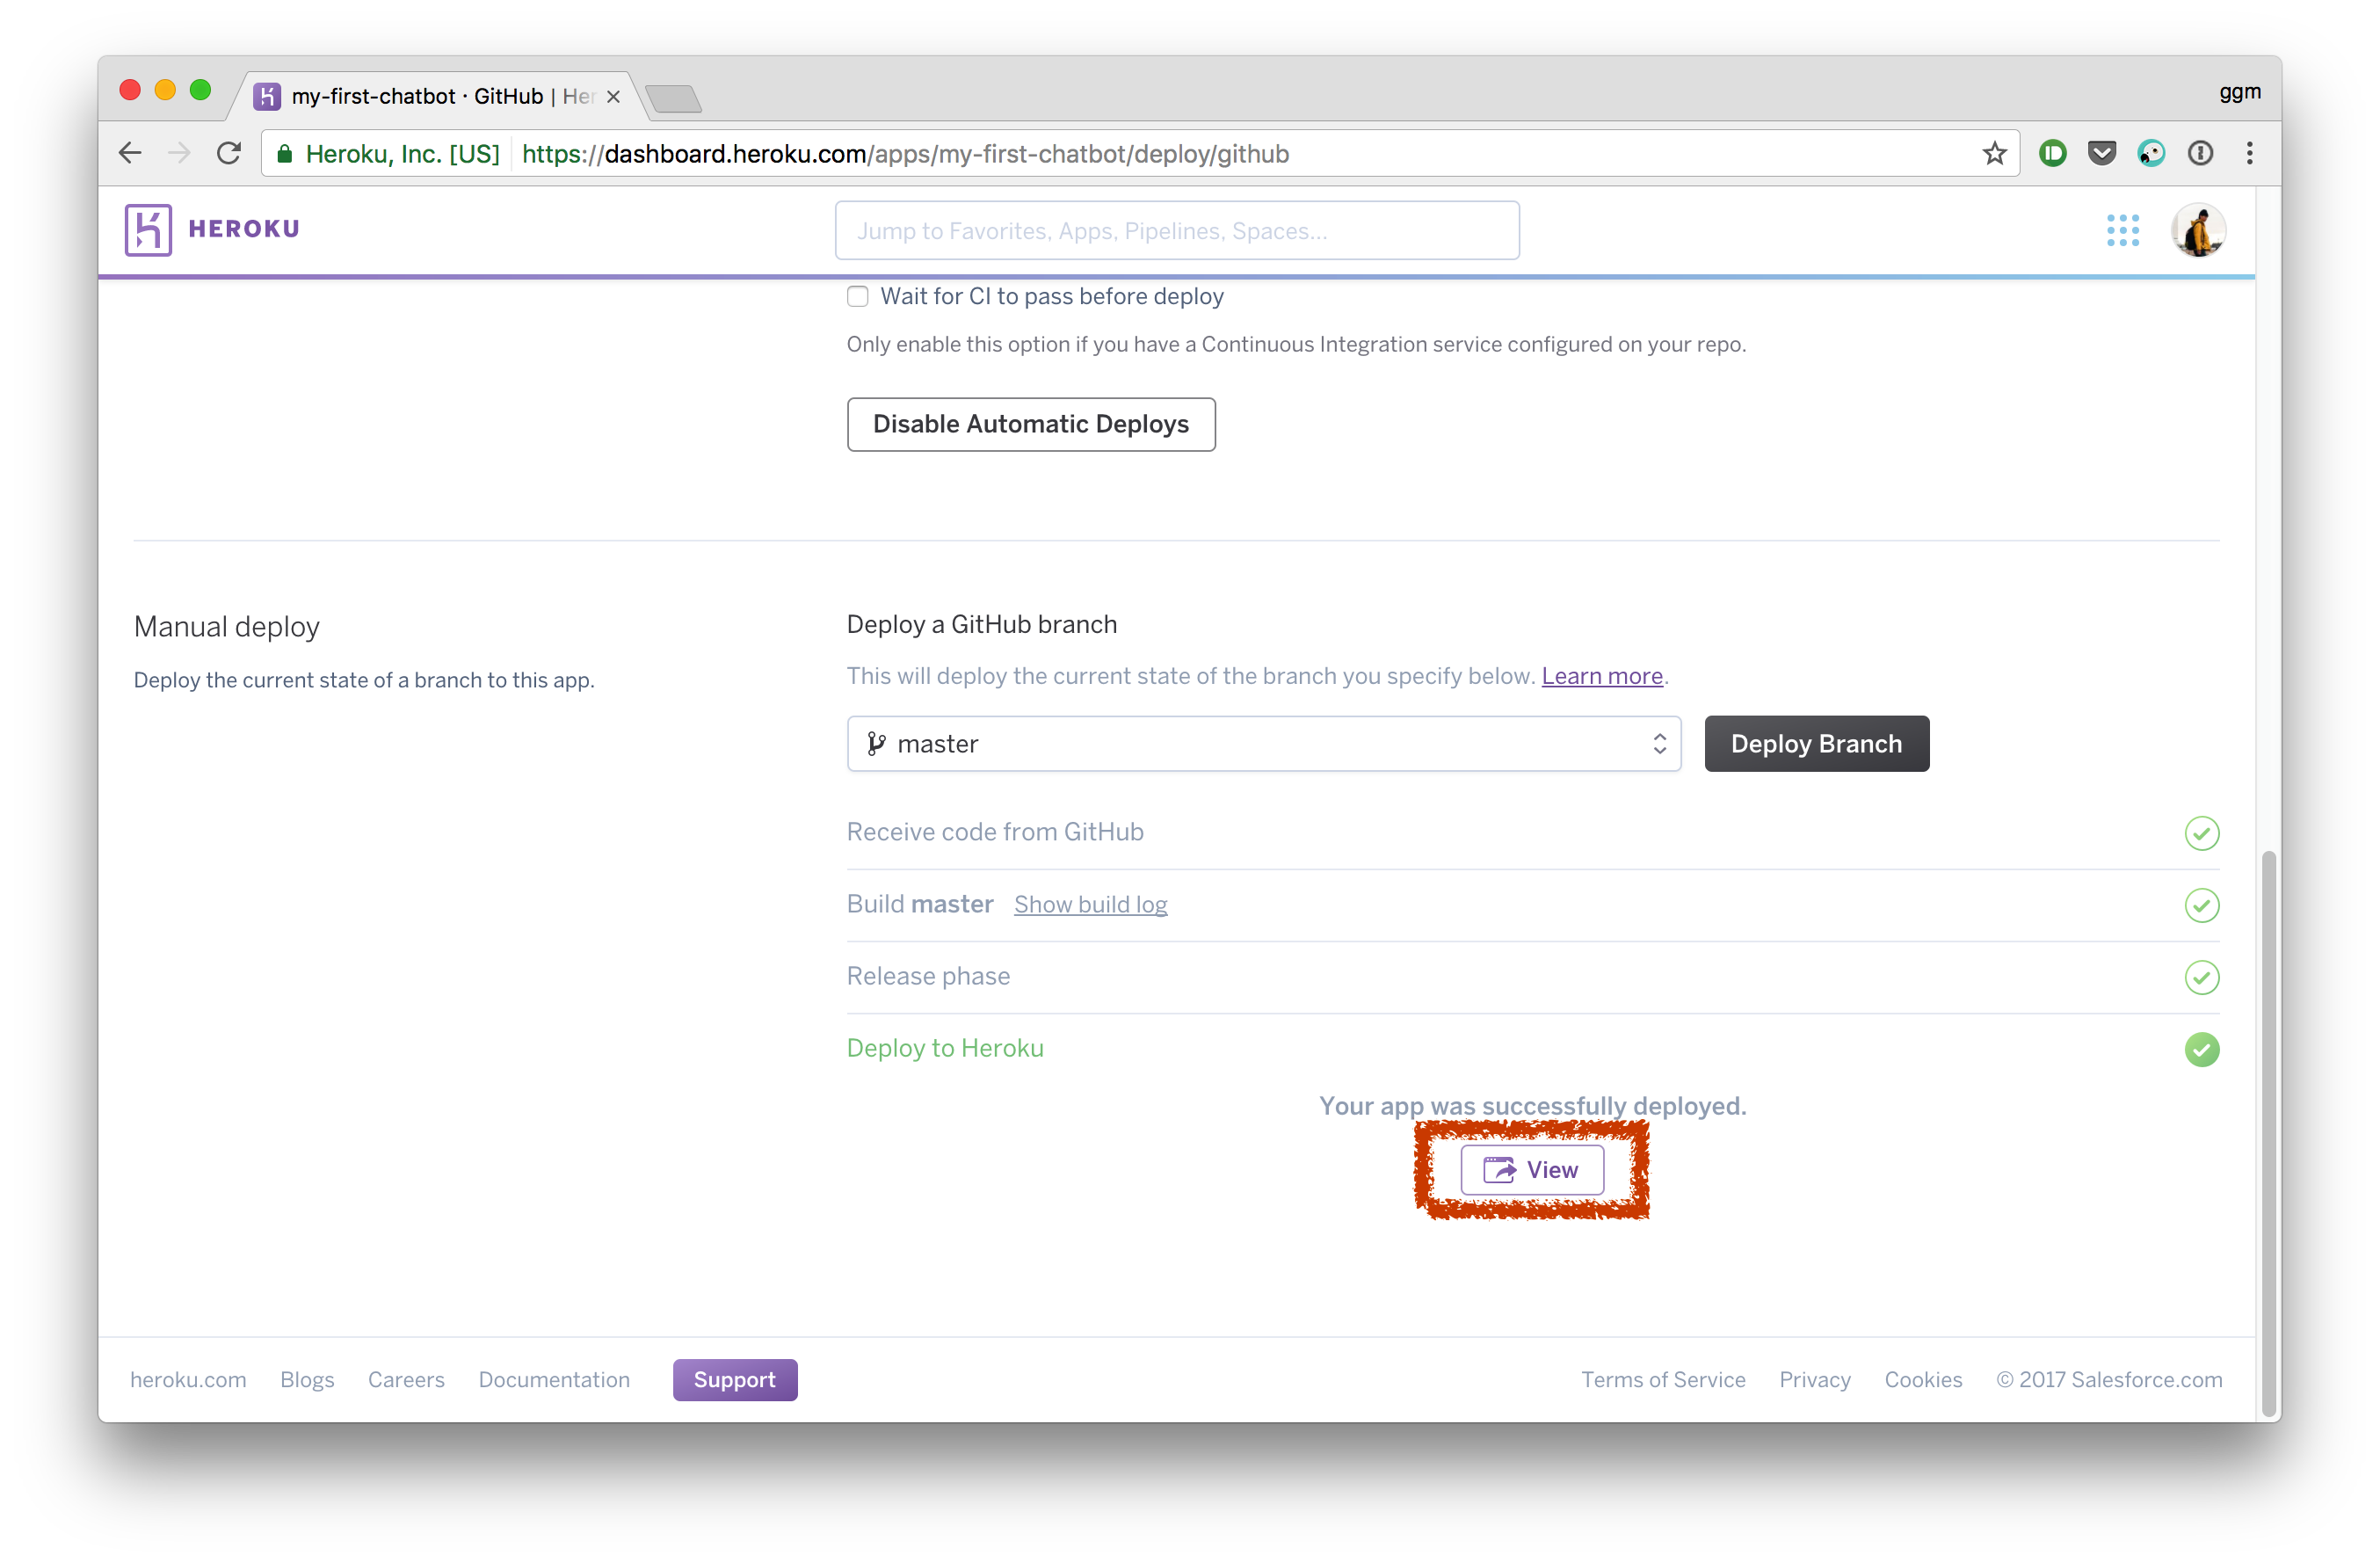 my-first-chatbot · GitHub | Her
ggm
Heroku, Inc. [US] https://dashboard.heroku.com/apps/my-first-chatbot/deploy/github
HEROKU
Jump to Favorites, Apps, Pipelines, Spaces...
Wait for CI to pass before deploy
Only enable this option if you have a Continuous Integration service configured on your repo.
Disable Automatic Deploys
Manual deploy
Deploy the current state of a branch to this app.
Deploy a GitHub branch
This will deploy the current state of the branch you specify below. Learn more.
master
Deploy Branch
Receive code from GitHub
Build master Show build log
Release phase
Deploy to Heroku
Your app was successfully deployed.
View
heroku.com Blogs Careers Documentation Support Terms of Service Privacy Cookies © 2017 Salesforce.com